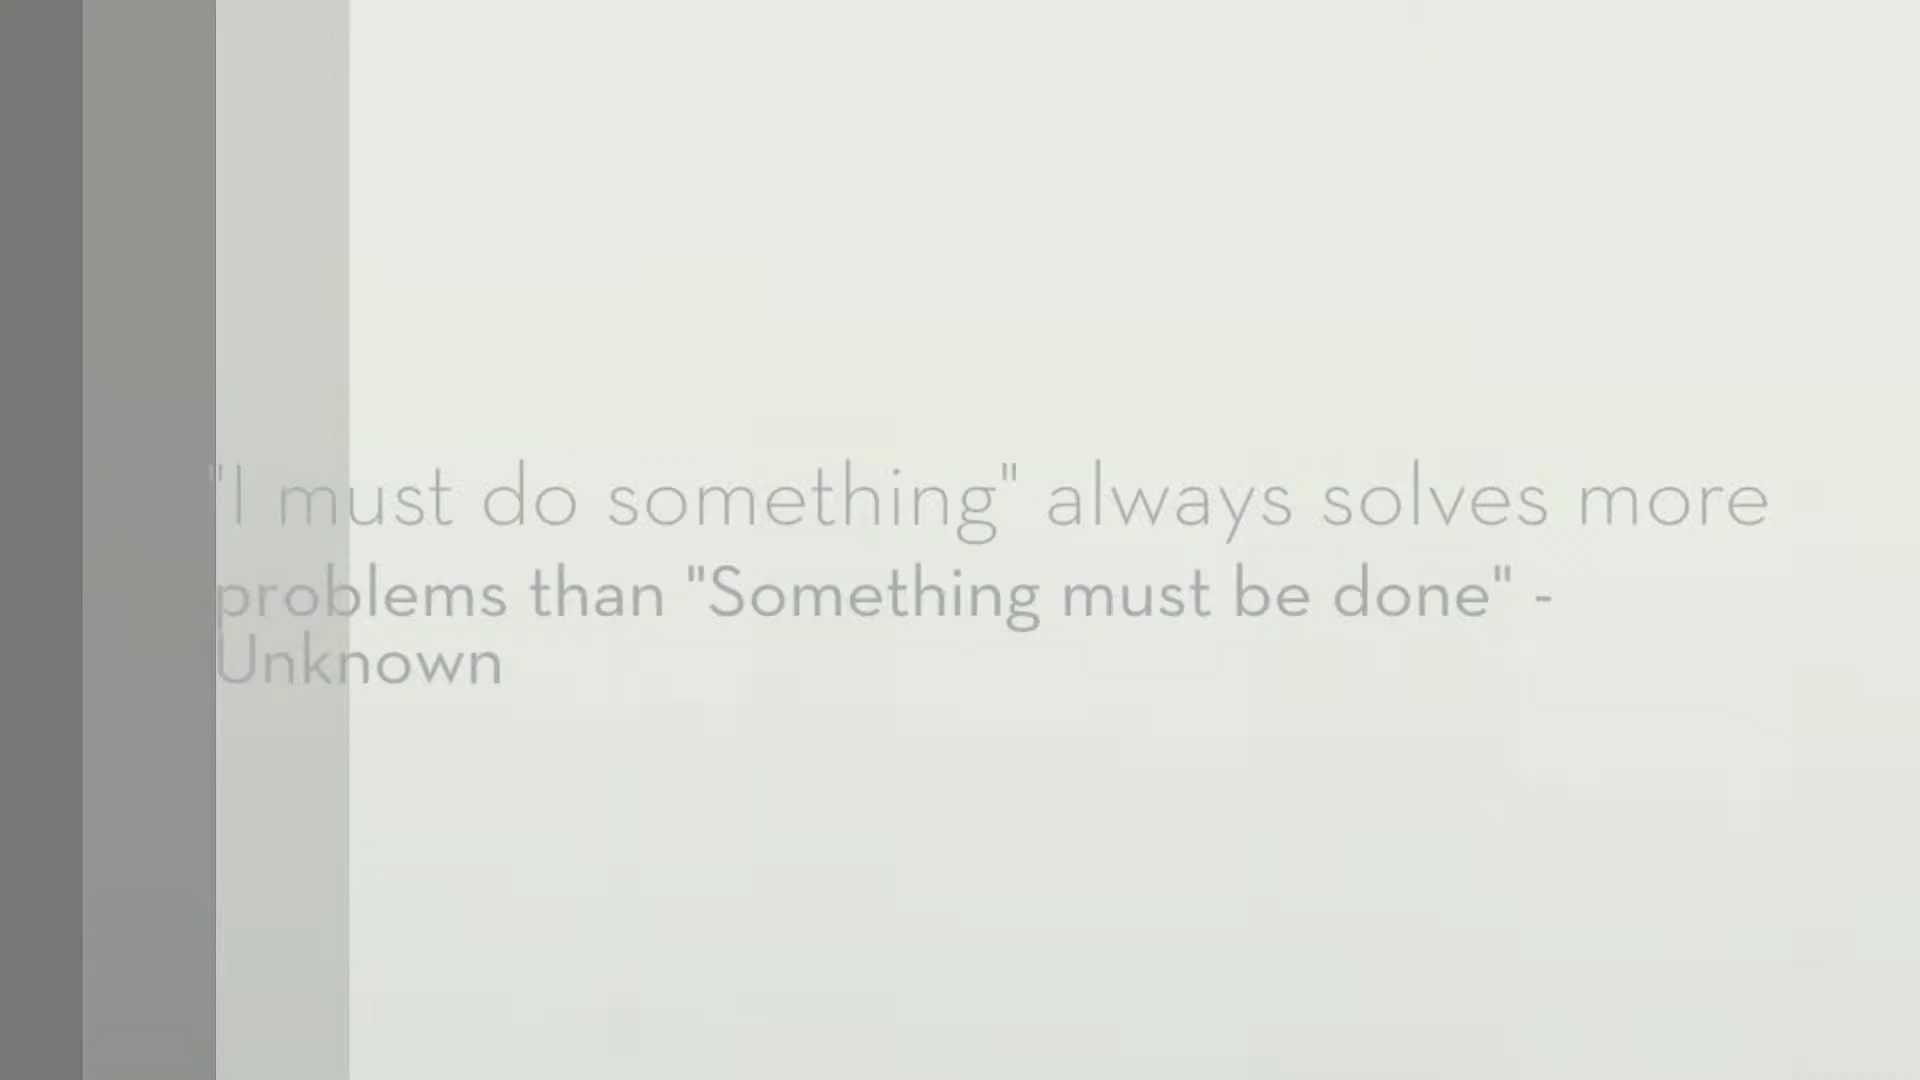 "I must do something" always solves more
problems than "Something must be done" -
Unknown